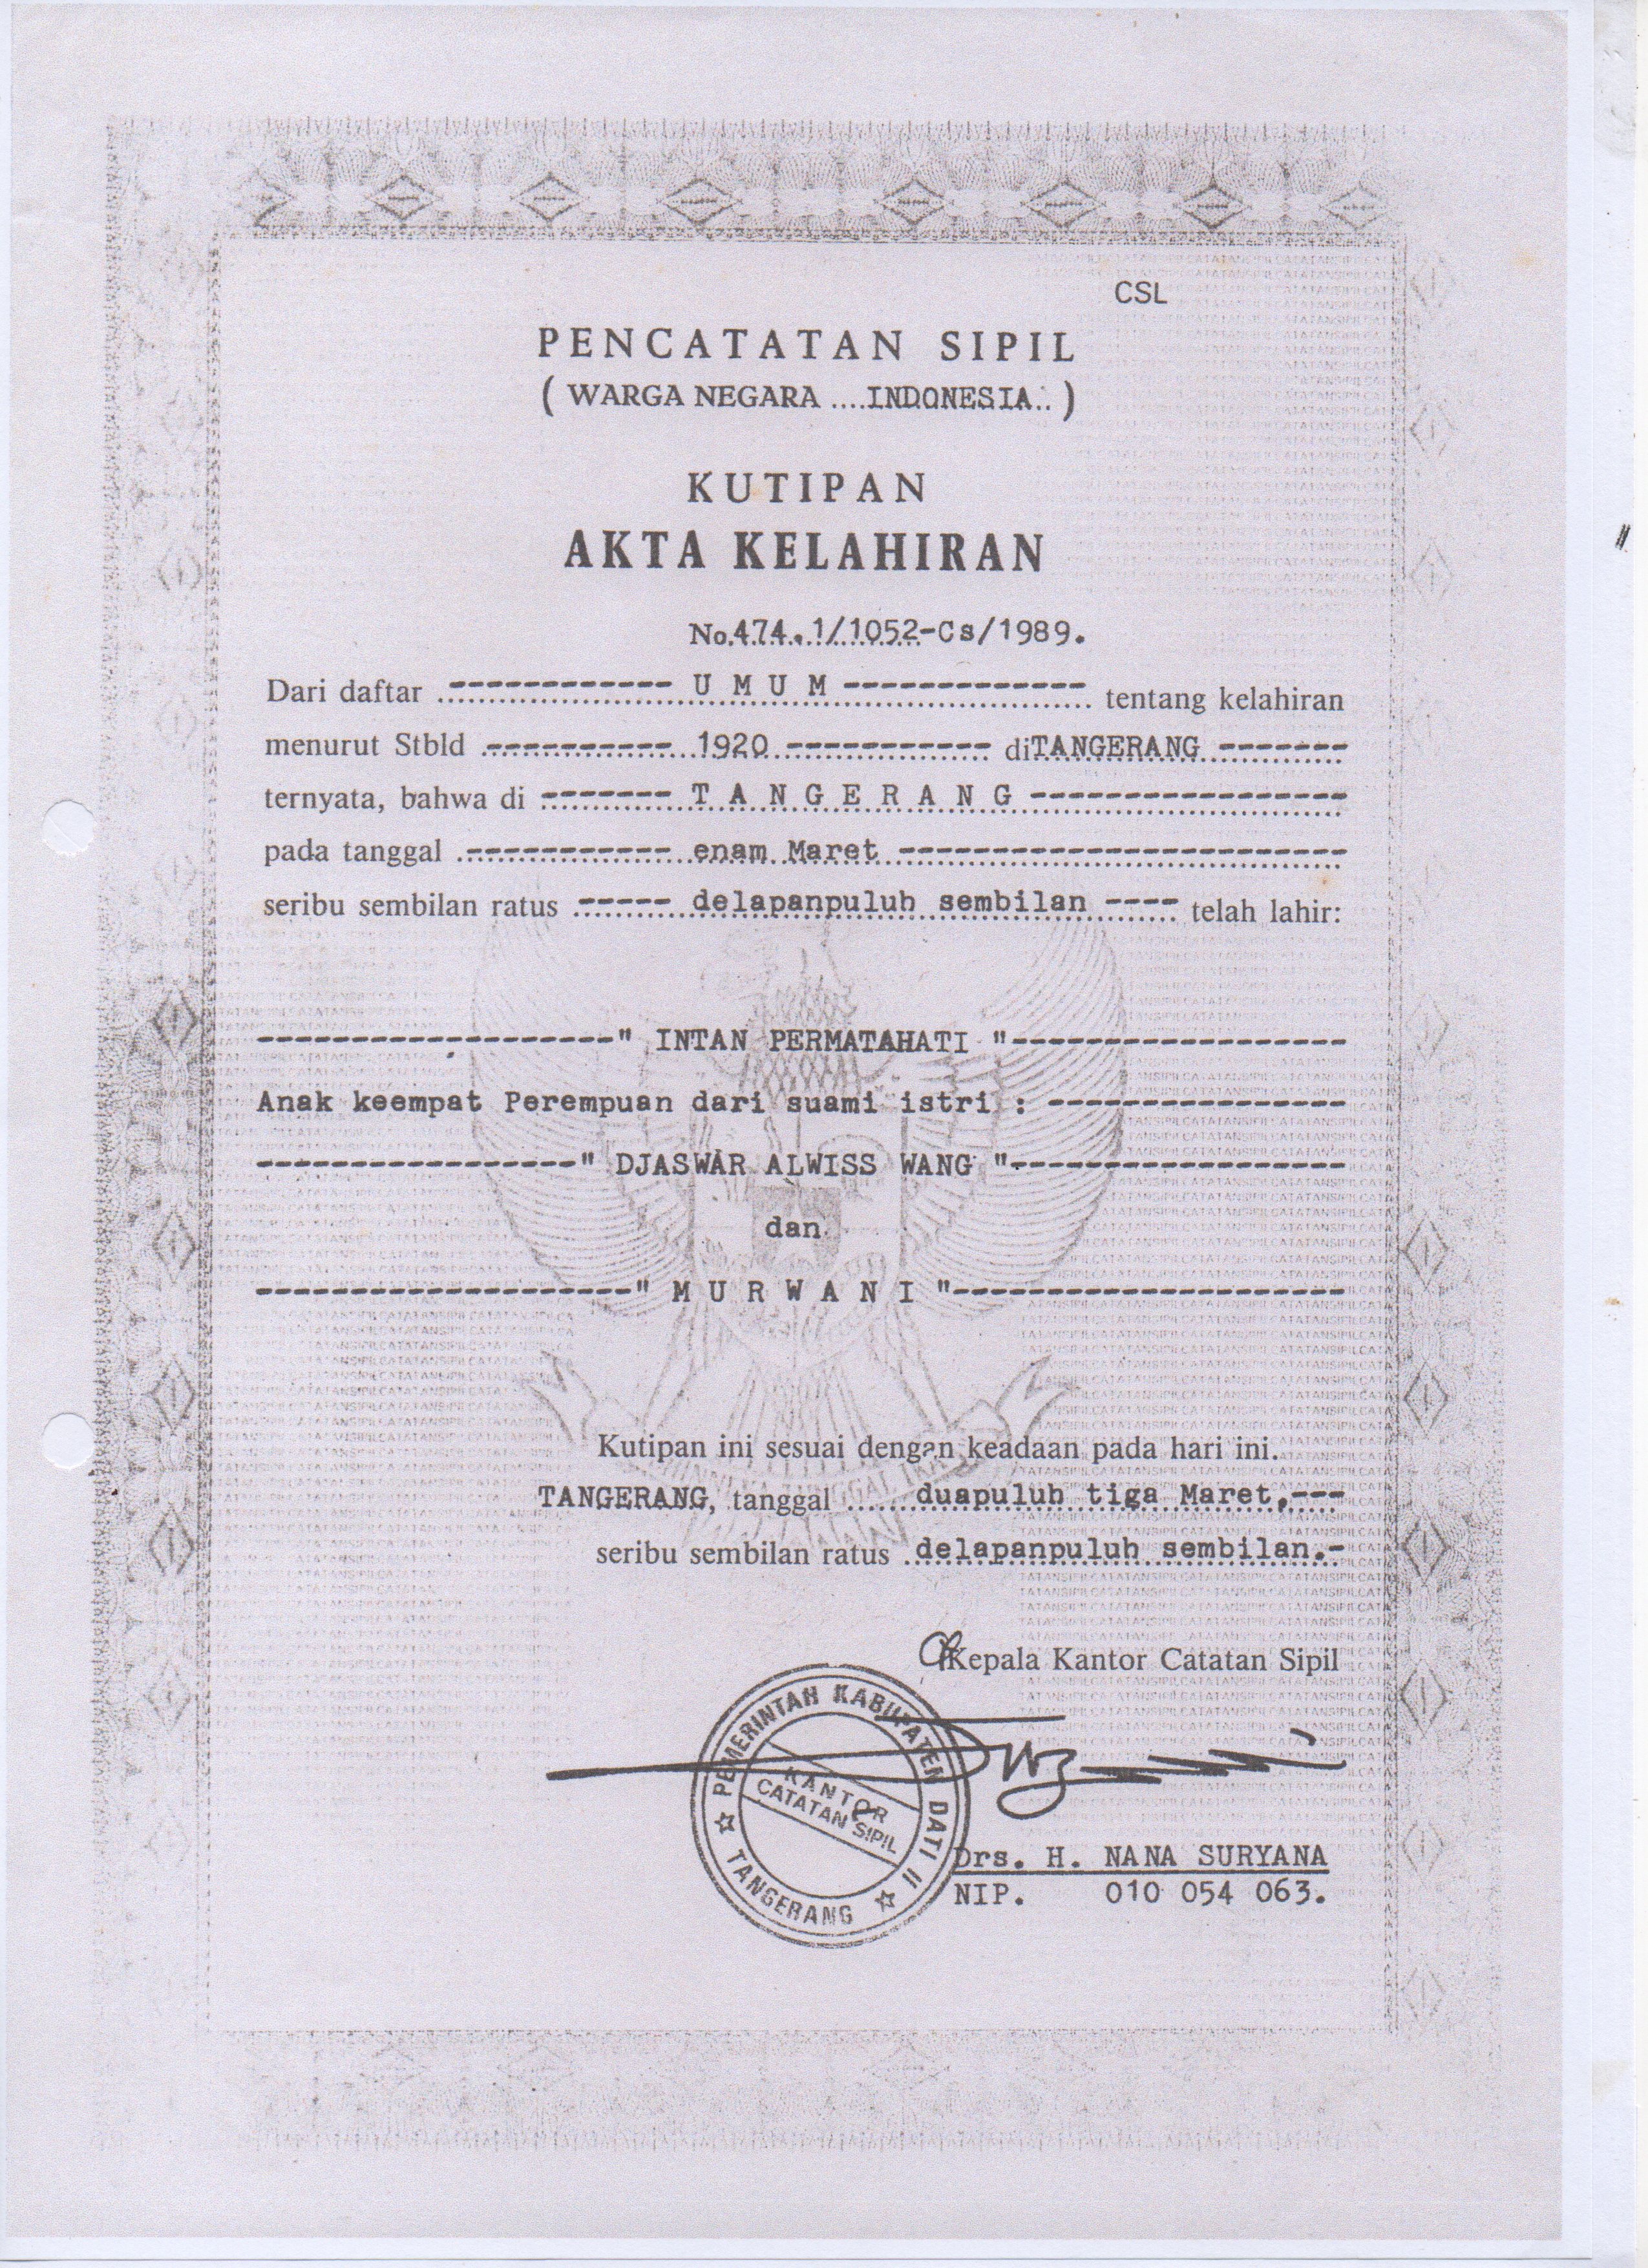 CSL
PENCATATAN SIPIL
( WARGA NEGARA ....INDONESIA.. )
KUTIPAN
AKTA KELAHIRAN
No.474.1/1052-Cs/1989.
Dari daftar ------------ U M U M ------------- tentang kelahiran
menurut Stbld ---------- 1920 ----------- di TANGERANG -------
ternyata, bahwa di ------- T A N G E R A N G -----------------
pada tanggal ----------- enam Maret ------------------------
seribu sembilan ratus ----- delapanpuluh sembilan ---- telah lahir:
-------------------" INTAN PERMATAHATI "------------------
Anak keempat Perempuan dari suami istri : ----------------
-----------------" DJASWAR ALWISS WANG "------------------
dan
--------------------" M U R W A N I "---------------------
Kutipan ini sesuai dengan keadaan pada hari ini.
TANGERANG, tanggal ...... duapuluh tiga Maret,---
seribu sembilan ratus delapanpuluh sembilan.-
Kepala Kantor Catatan Sipil
PEMERINTAH KABUPATEN DATI II
KANTOR
CATATAN SIPIL
TANGERANG
Drs. H. NANA SURYANA
NIP. 010 054 063.